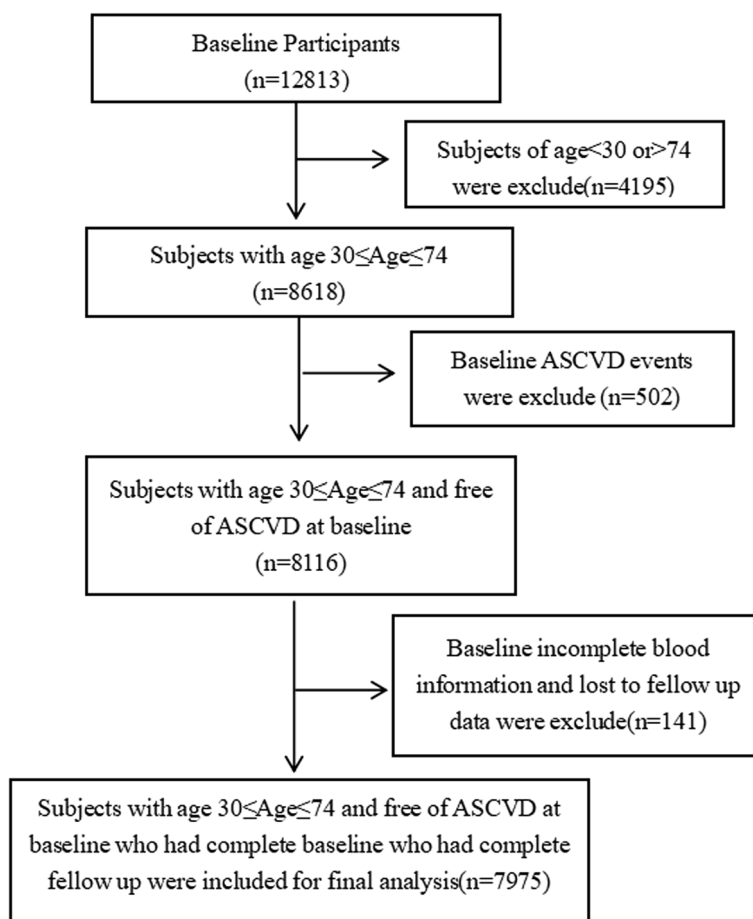 Baseline Participants
(n=12813)
Subjects of age<30 or>74
were exclude(n=4195)
Subjects with age 30≤Age≤74
(n=8618)
Baseline ASCVD events
were exclude (n=502)
Subjects with age 30≤Age≤74 and free
of ASCVD at baseline
(n=8116)
Baseline incomplete blood
information and lost to fellow up
data were exclude(n=141)
Subjects with age 30≤Age≤74 and free of ASCVD at
baseline who had complete baseline who had complete
fellow up were included for final analysis(n=7975)